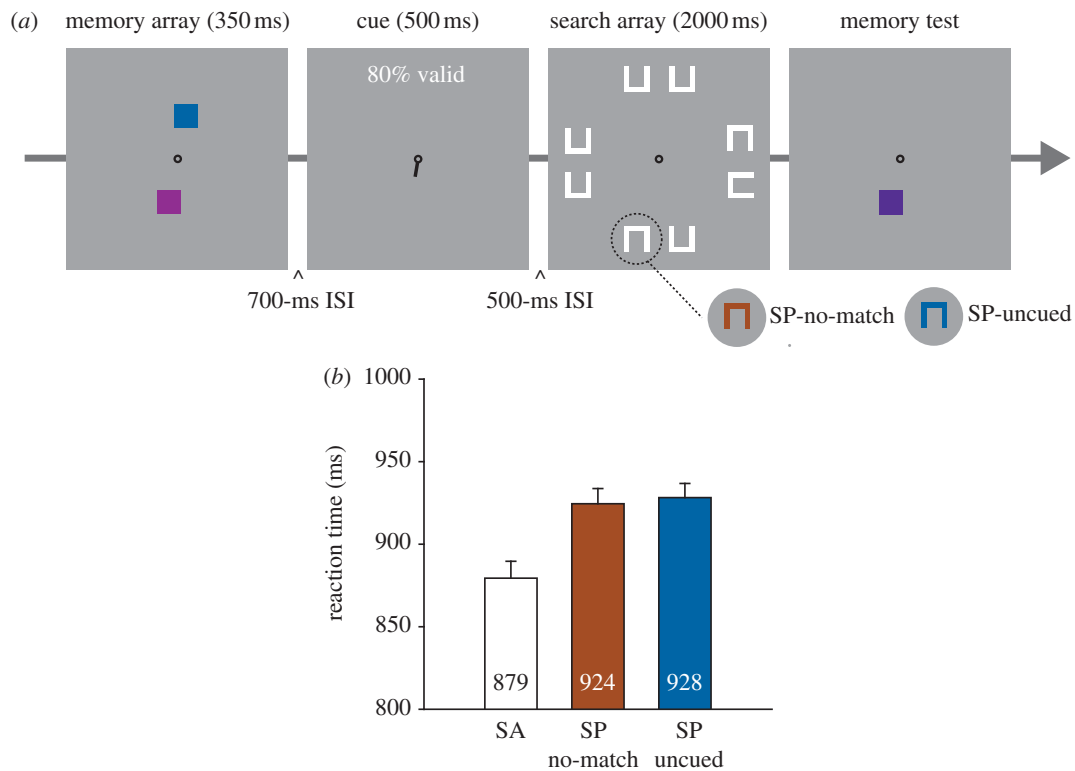 (a) memory array (350 ms) cue (500 ms) search array (2000 ms) memory test
80% valid
^ ^
700-ms ISI 500-ms ISI
SP-no-match SP-uncued
(b)
1000
950
900
850
800
reaction time (ms)
879 924 928
SA SP SP
no-match uncued